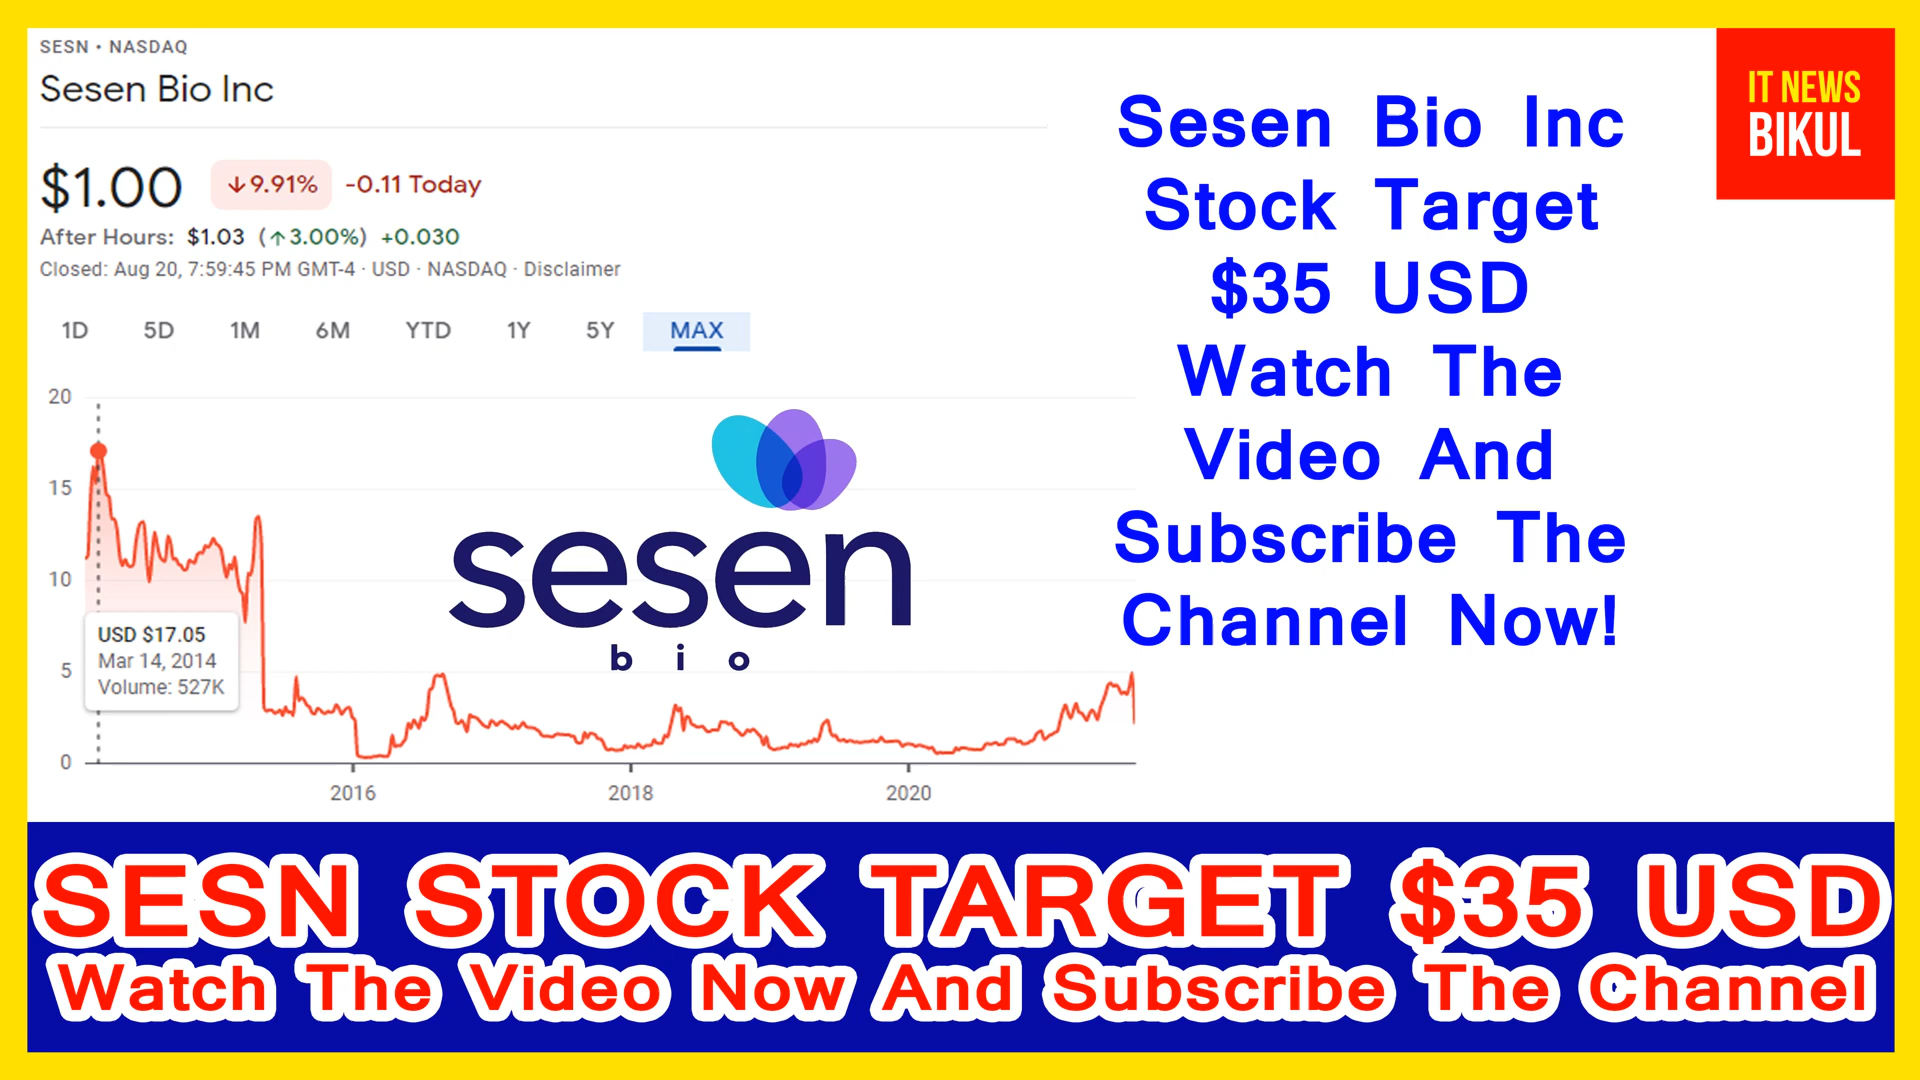 SESN • NASDAQ
Sesen Bio Inc
$1.00 ↓9.91% -0.11 Today
After Hours: $1.03 (↑3.00%) +0.030
Closed: Aug 20, 7:59:45 PM GMT-4 · USD · NASDAQ · Disclaimer
1D 5D 1M 6M YTD 1Y 5Y MAX
20
15
10
5
0
USD $17.05
Mar 14, 2014
Volume: 527K
2016 2018 2020
sesen
bio
Sesen Bio Inc
Stock Target
$35 USD
Watch The
Video And
Subscribe The
Channel Now!
IT NEWS
BIKUL
SESN STOCK TARGET $35 USD
Watch The Video Now And Subscribe The Channel